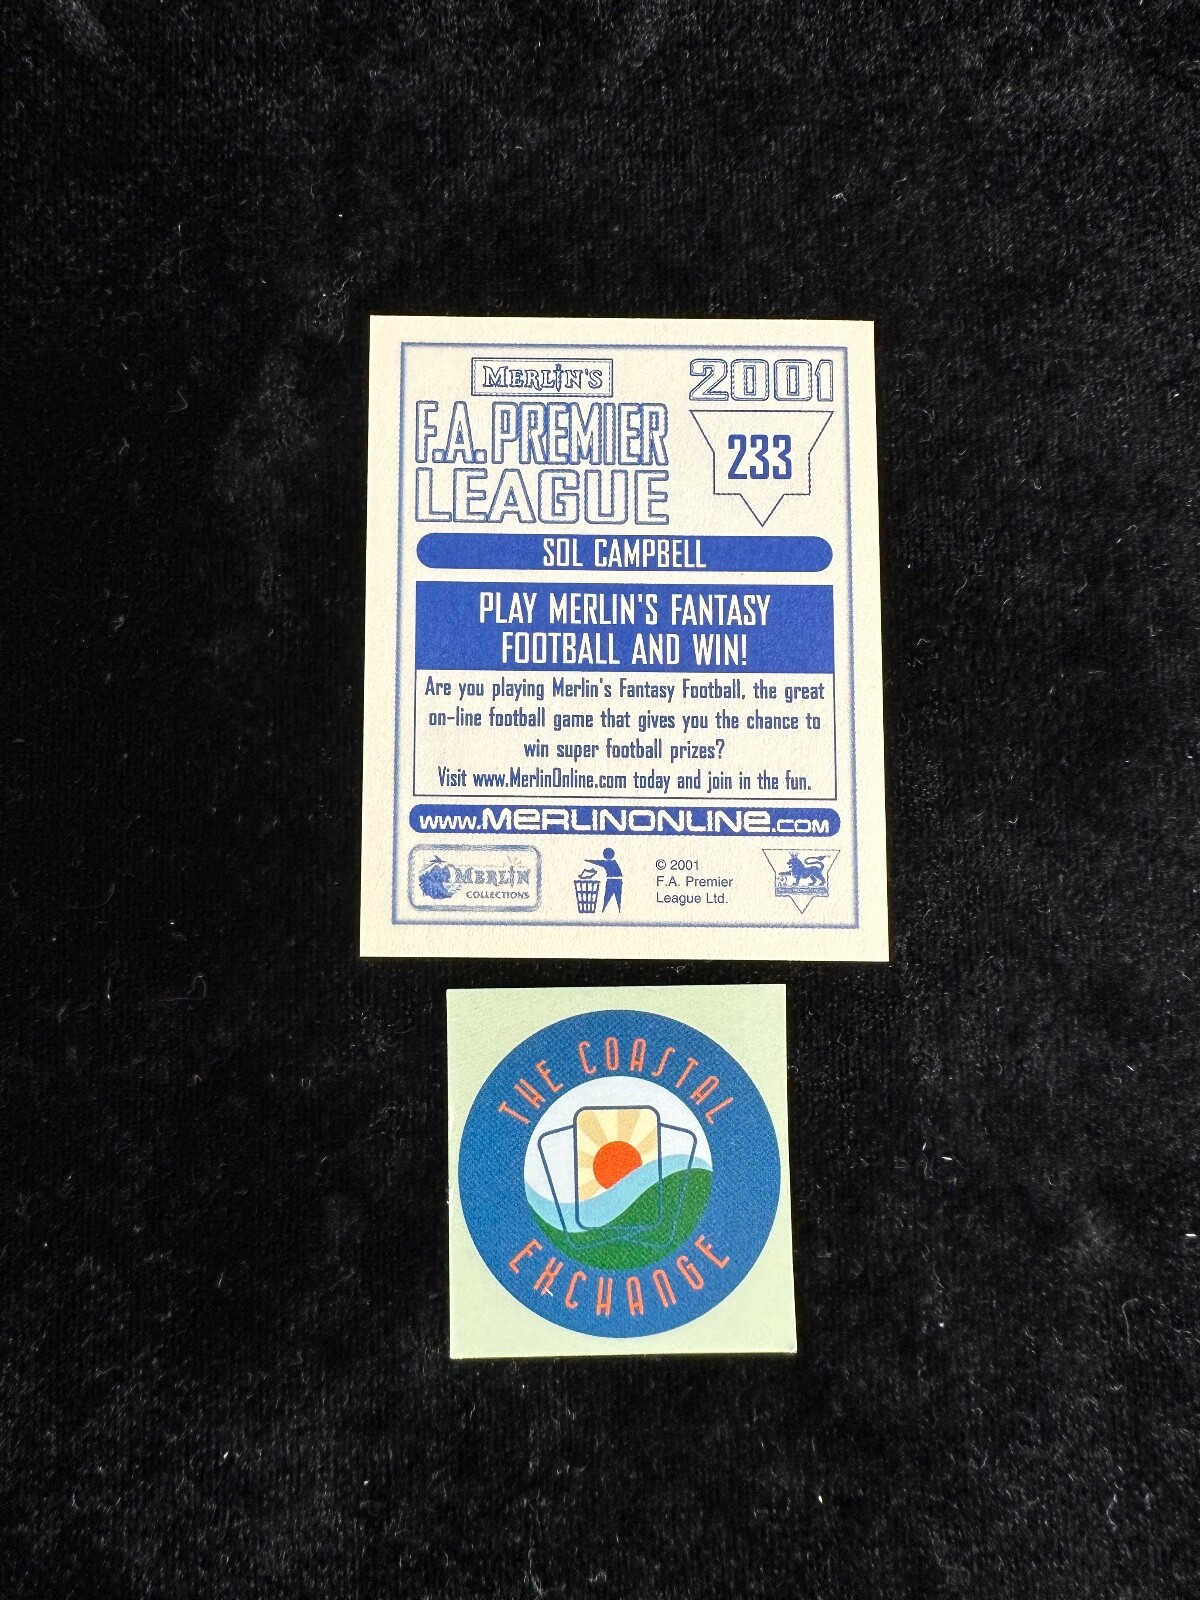 MERLIN'S
F.A. PREMIER
LEAGUE
2001
233
SOL CAMPBELL
PLAY MERLIN'S FANTASY
FOOTBALL AND WIN!
Are you playing Merlin's Fantasy Football, the great
on-line football game that gives you the chance to
win super football prizes?
Visit www.MerlinOnline.com today and join in the fun.
www.MERLINONLINE.COM
MERLIN
COLLECTIONS
© 2001
F.A. Premier
League Ltd.
THE COASTAL
EXCHANGE